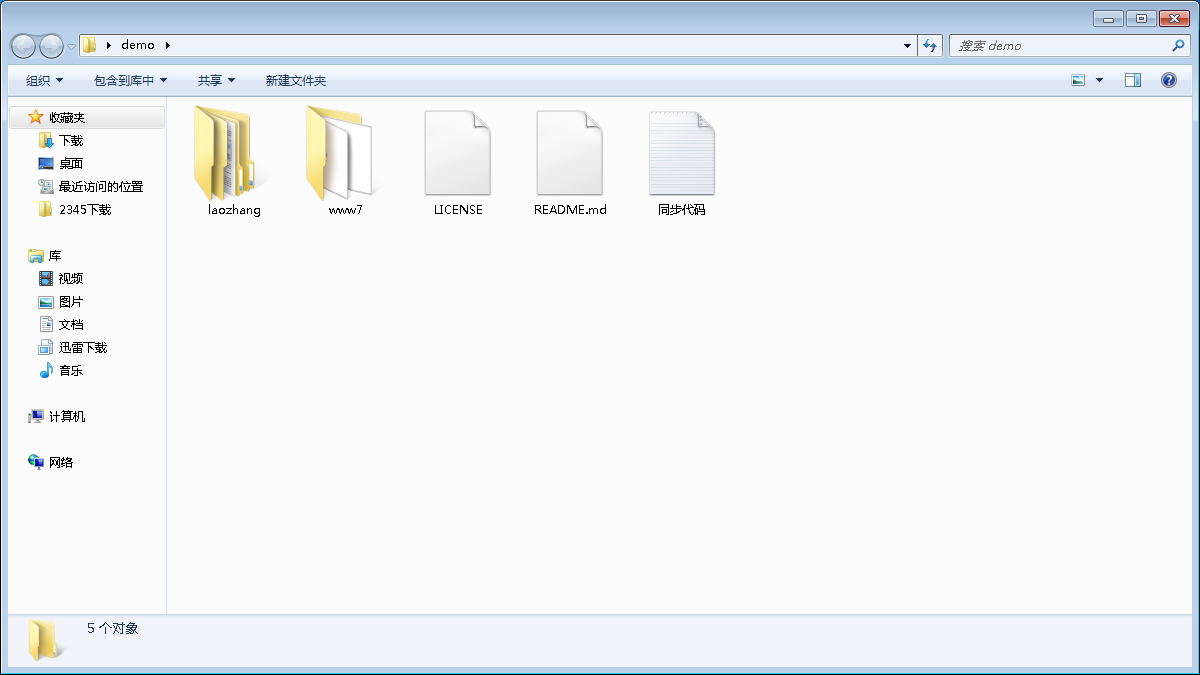 demo
搜索 demo
组织
包含到库中
共享
新建文件夹
收藏夹
下载
桌面
最近访问的位置
2345下载
库
视频
图片
文档
迅雷下载
音乐
计算机
网络
laozhang
www7
LICENSE
README.md
同步代码
5 个对象